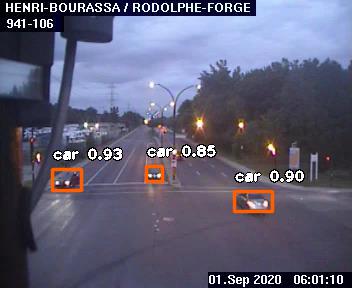 HENRI-BOURASSA / RODOLPHE-FORGE
941-106
car 0.93
car 0.85
car 0.90
01.Sep 2020 06:01:10